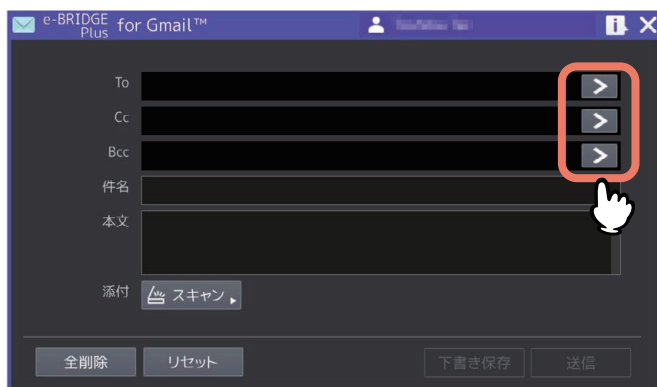 e-BRIDGE Plus for Gmail™
To
Cc
Bcc
件名
本文
添付 スキャン
全削除 リセット 下書き保存 送信